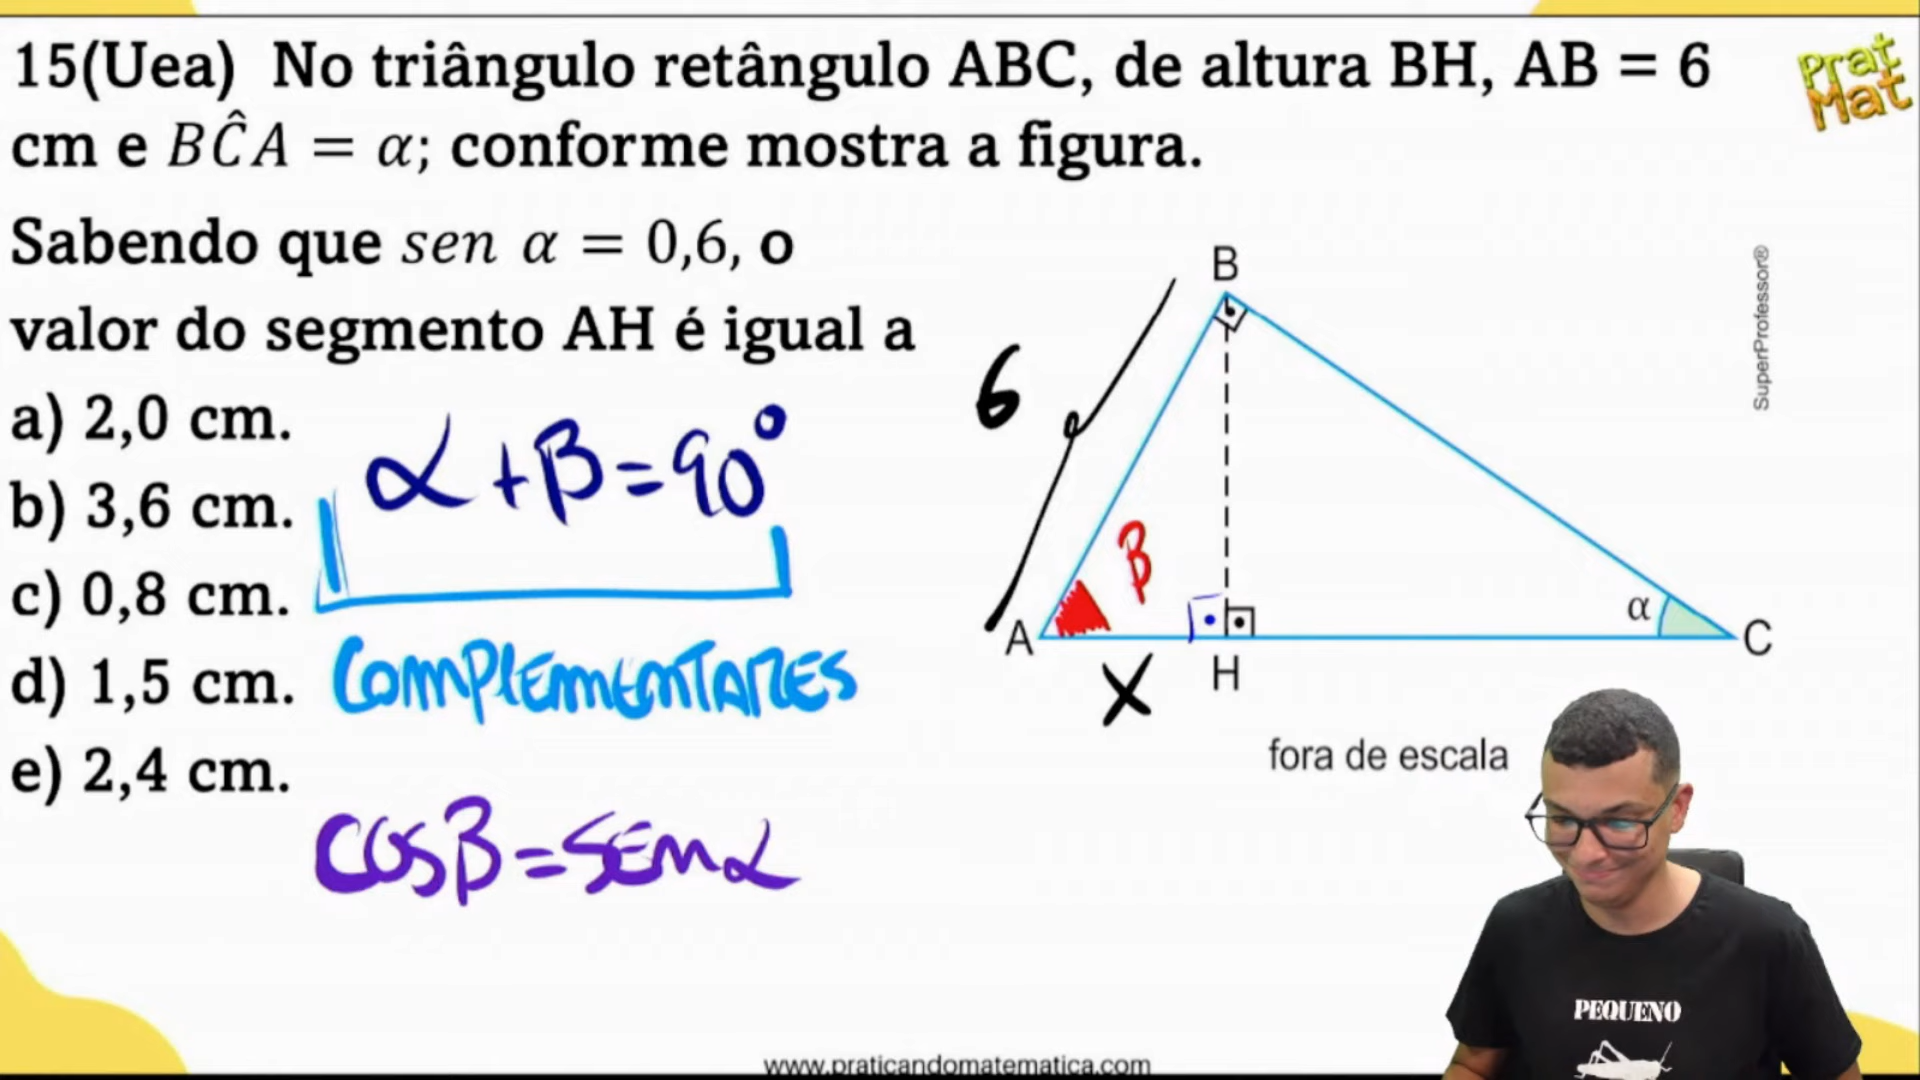 15(Uea) No triângulo retângulo ABC, de altura BH, AB = 6
cm e BĈA = α; conforme mostra a figura.
Sabendo que sen α = 0,6, o
valor do segmento AH é igual a
a) 2,0 cm.
b) 3,6 cm.
c) 0,8 cm.
d) 1,5 cm.
e) 2,4 cm.
α + β = 90°
COMPLEMENTARES
COS β = SEN α
Prat
Mat
SuperProfessor®
B
6
β
α
A
C
X
H
fora de escala
PEQUENO
www.praticandomatematica.com